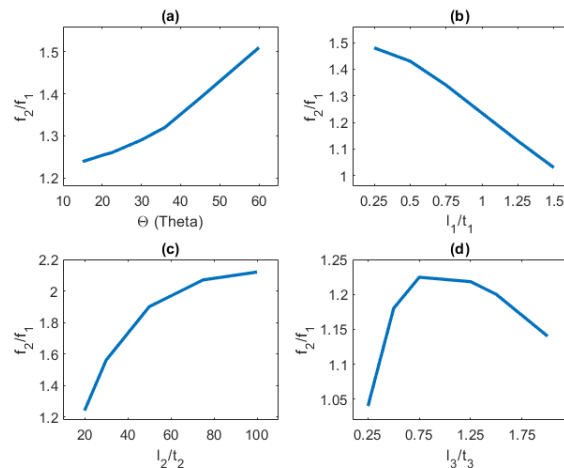 (a)
f2/f1
1.5
1.4
1.3
1.2
10 20 30 40 50 60
Θ (Theta)
(b)
f2/f1
1.5
1.4
1.3
1.2
1.1
1
0.25 0.5 0.75 1 1.25 1.5
l1/t1
(c)
f2/f1
2.2
2
1.8
1.6
1.4
1.2
20 40 60 80 100
l2/t2
(d)
f2/f1
1.25
1.2
1.15
1.1
1.05
0.25 0.75 1.25 1.75
l3/t3